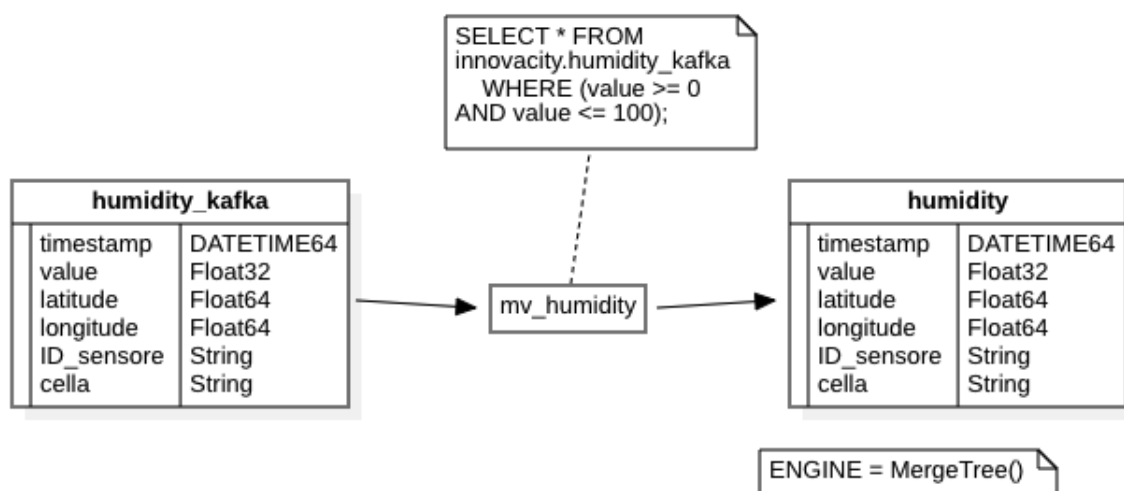 SELECT * FROM
innovacity.humidity_kafka
WHERE (value >= 0
AND value <= 100);
humidity_kafka
timestamp DATETIME64
value Float32
latitude Float64
longitude Float64
ID_sensore String
cella String
mv_humidity
humidity
timestamp DATETIME64
value Float32
latitude Float64
longitude Float64
ID_sensore String
cella String
ENGINE = MergeTree()